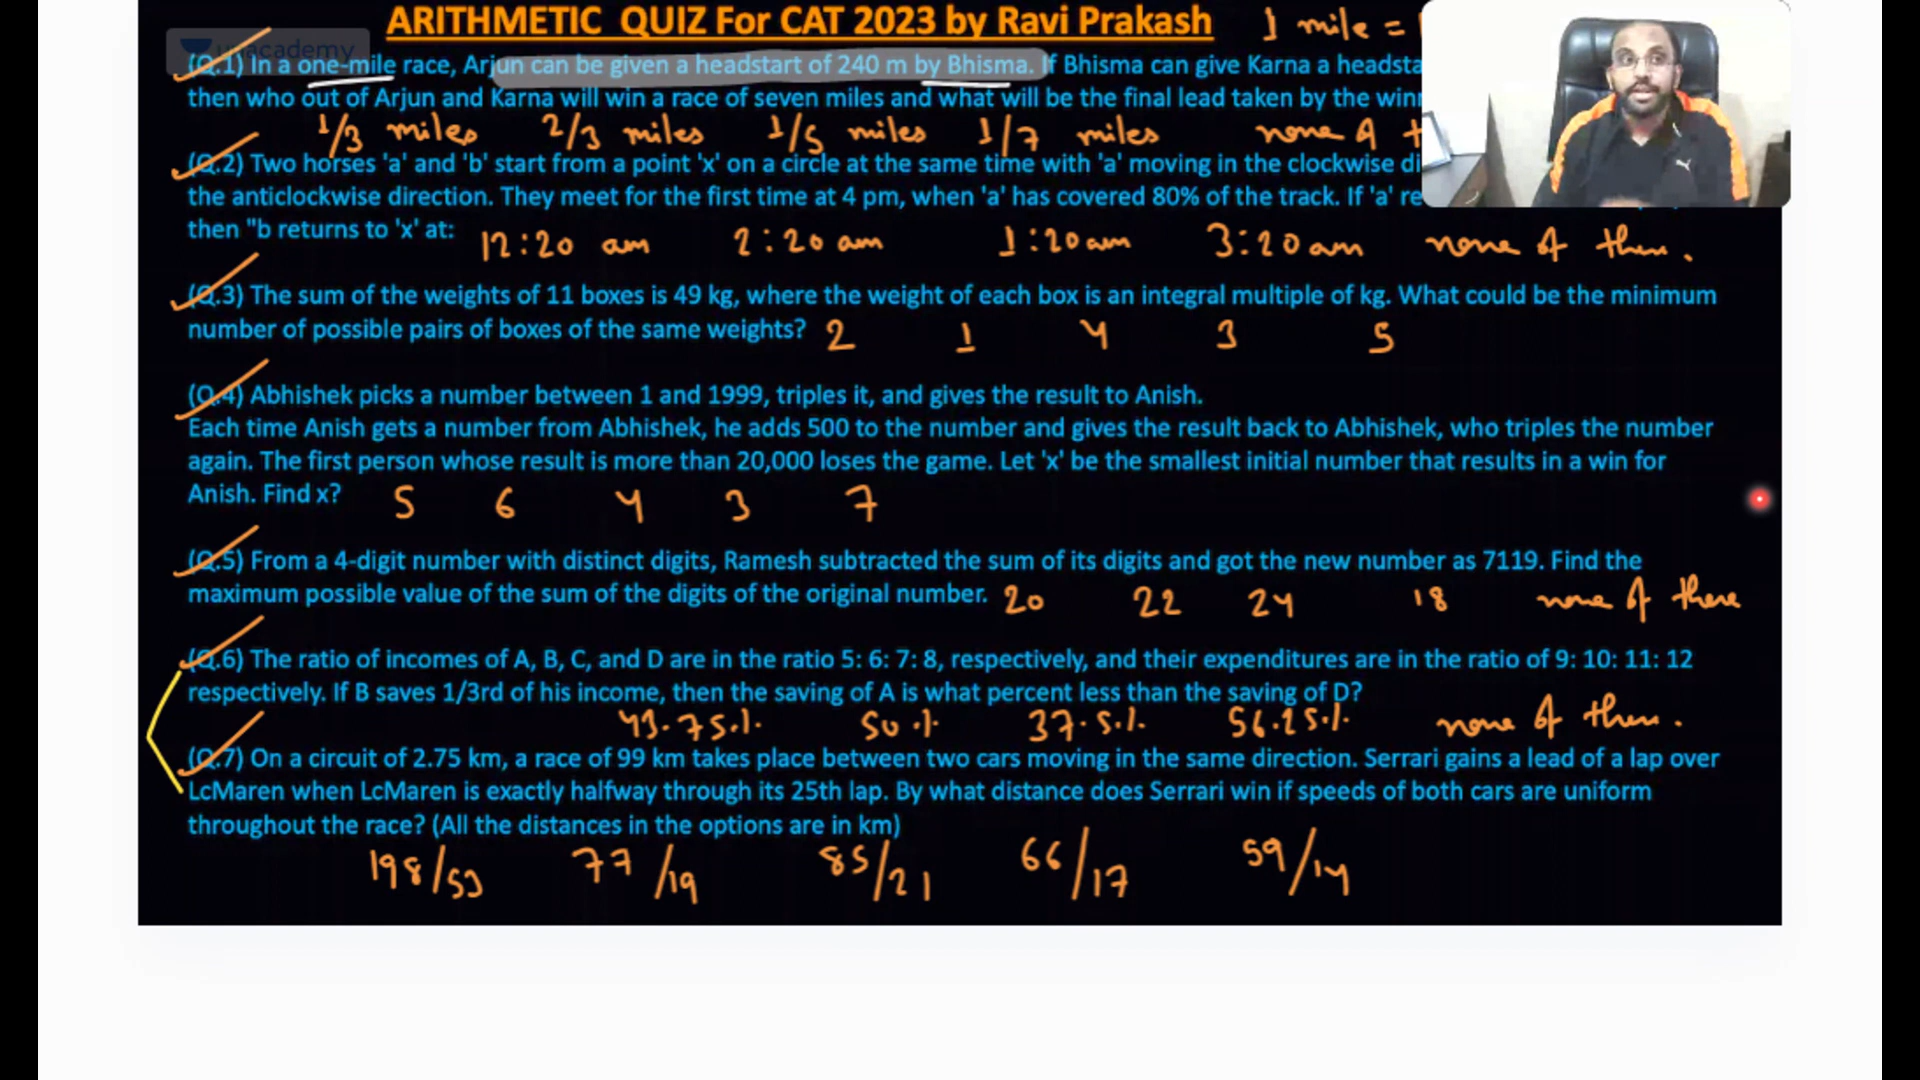 ARITHMETIC QUIZ For CAT 2023 by Ravi Prakash 1 mile =
unacademy
(Q.1) In a one-mile race, Arjun can be given a headstart of 240 m by Bhisma. If Bhisma can give Karna a headsta
then who out of Arjun and Karna will win a race of seven miles and what will be the final lead taken by the winn
1/3 miles 2/3 miles 1/5 miles 1/7 miles none of t
(Q.2) Two horses 'a' and 'b' start from a point 'x' on a circle at the same time with 'a' moving in the clockwise di
the anticlockwise direction. They meet for the first time at 4 pm, when 'a' has covered 80% of the track. If 'a' re
then "b returns to 'x' at: 12:20 am 2:20 am 1:20 am 3:20 am none of them.
(Q.3) The sum of the weights of 11 boxes is 49 kg, where the weight of each box is an integral multiple of kg. What could be the minimum
number of possible pairs of boxes of the same weights? 2 1 4 3 5
(Q.4) Abhishek picks a number between 1 and 1999, triples it, and gives the result to Anish.
Each time Anish gets a number from Abhishek, he adds 500 to the number and gives the result back to Abhishek, who triples the number
again. The first person whose result is more than 20,000 loses the game. Let 'x' be the smallest initial number that results in a win for
Anish. Find x? 5 6 4 3 7
(Q.5) From a 4-digit number with distinct digits, Ramesh subtracted the sum of its digits and got the new number as 7119. Find the
maximum possible value of the sum of the digits of the original number. 20 22 24 18 none of these
(Q.6) The ratio of incomes of A, B, C, and D are in the ratio 5: 6: 7: 8, respectively, and their expenditures are in the ratio of 9: 10: 11: 12
respectively. If B saves 1/3rd of his income, then the saving of A is what percent less than the saving of D?
43.75% 50% 37.5% 56.25% none of them.
(Q.7) On a circuit of 2.75 km, a race of 99 km takes place between two cars moving in the same direction. Serrari gains a lead of a lap over
LcMaren when LcMaren is exactly halfway through its 25th lap. By what distance does Serrari win if speeds of both cars are uniform
throughout the race? (All the distances in the options are in km)
198/53 77/19 85/21 66/17 59/14